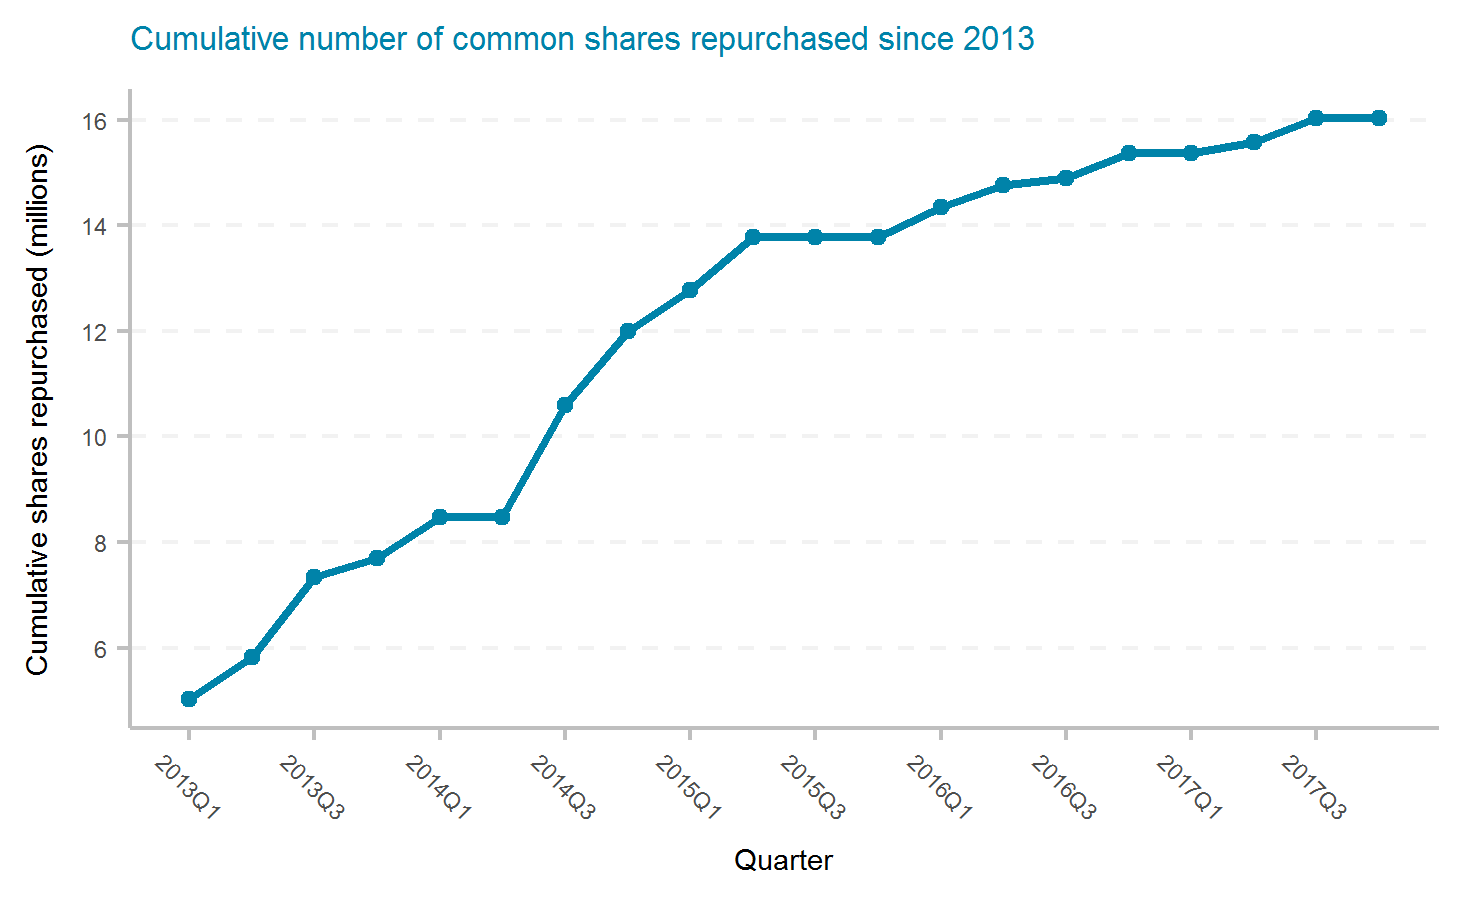 Cumulative number of common shares repurchased since 2013
Cumulative shares repurchased (millions)
16
14
12
10
8
6
2013Q1
2013Q3
2014Q1
2014Q3
2015Q1
2015Q3
2016Q1
2016Q3
2017Q1
2017Q3
Quarter